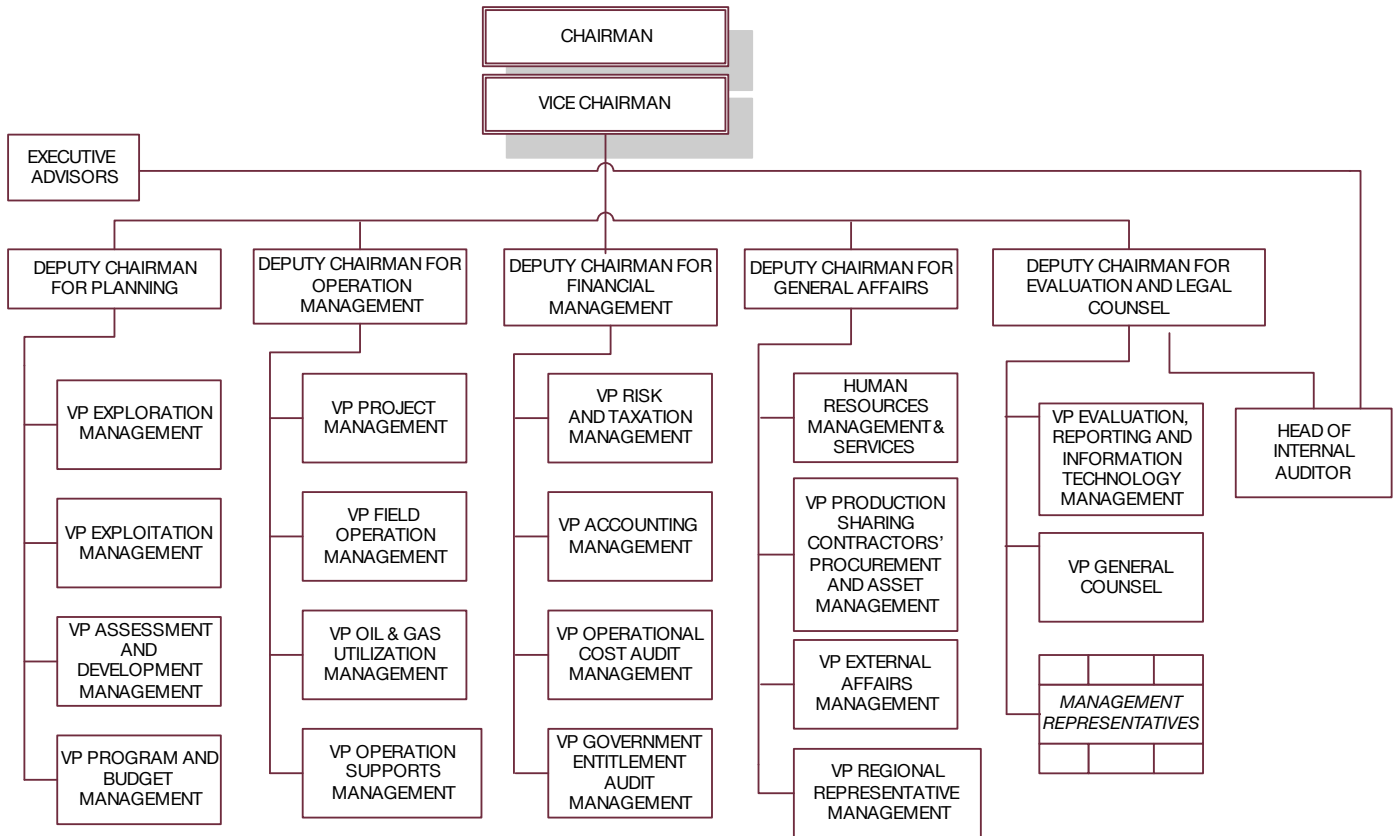 CHAIRMAN
VICE CHAIRMAN
EXECUTIVE
ADVISORS
DEPUTY CHAIRMAN
FOR PLANNING
DEPUTY CHAIRMAN FOR
OPERATION
MANAGEMENT
DEPUTY CHAIRMAN FOR
FINANCIAL
MANAGEMENT
DEPUTY CHAIRMAN FOR
GENERAL AFFAIRS
DEPUTY CHAIRMAN FOR
EVALUATION AND LEGAL
COUNSEL
VP EXPLORATION
MANAGEMENT
VP EXPLOITATION
MANAGEMENT
VP ASSESSMENT
AND
DEVELOPMENT
MANAGEMENT
VP PROGRAM AND
BUDGET
MANAGEMENT
VP PROJECT
MANAGEMENT
VP FIELD
OPERATION
MANAGEMENT
VP OIL & GAS
UTILIZATION
MANAGEMENT
VP OPERATION
SUPPORTS
MANAGEMENT
VP RISK
AND TAXATION
MANAGEMENT
VP ACCOUNTING
MANAGEMENT
VP OPERATIONAL
COST AUDIT
MANAGEMENT
VP GOVERNMENT
ENTITLEMENT
AUDIT
MANAGEMENT
HUMAN
RESOURCES
MANAGEMENT &
SERVICES
VP PRODUCTION
SHARING
CONTRACTORS’
PROCUREMENT
AND ASSET
MANAGEMENT
VP EXTERNAL
AFFAIRS
MANAGEMENT
VP REGIONAL
REPRESENTATIVE
MANAGEMENT
VP EVALUATION,
REPORTING AND
INFORMATION
TECHNOLOGY
MANAGEMENT
VP GENERAL
COUNSEL
MANAGEMENT
REPRESENTATIVES
HEAD OF
INTERNAL
AUDITOR